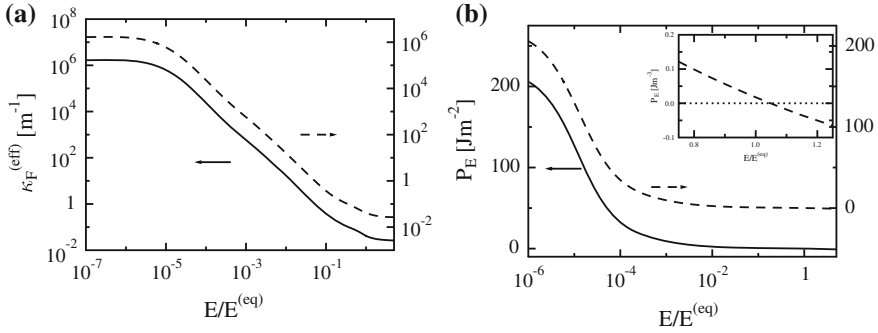 (a)
κF(eff) [m-1]
10^8
10^6
10^4
10^2
1
10^-2
10^6
10^4
10^2
1
10^-2
10^-7 10^-5 10^-3 10^-1
E/E(eq)
(b)
PE [Jm-2]
200
100
0
200
100
0
10^-6 10^-4 10^-2 1
E/E(eq)
PE [Jm-3]
0.2
0.1
0.0
-0.1
0.8 1.0 1.2
E/E(eq)